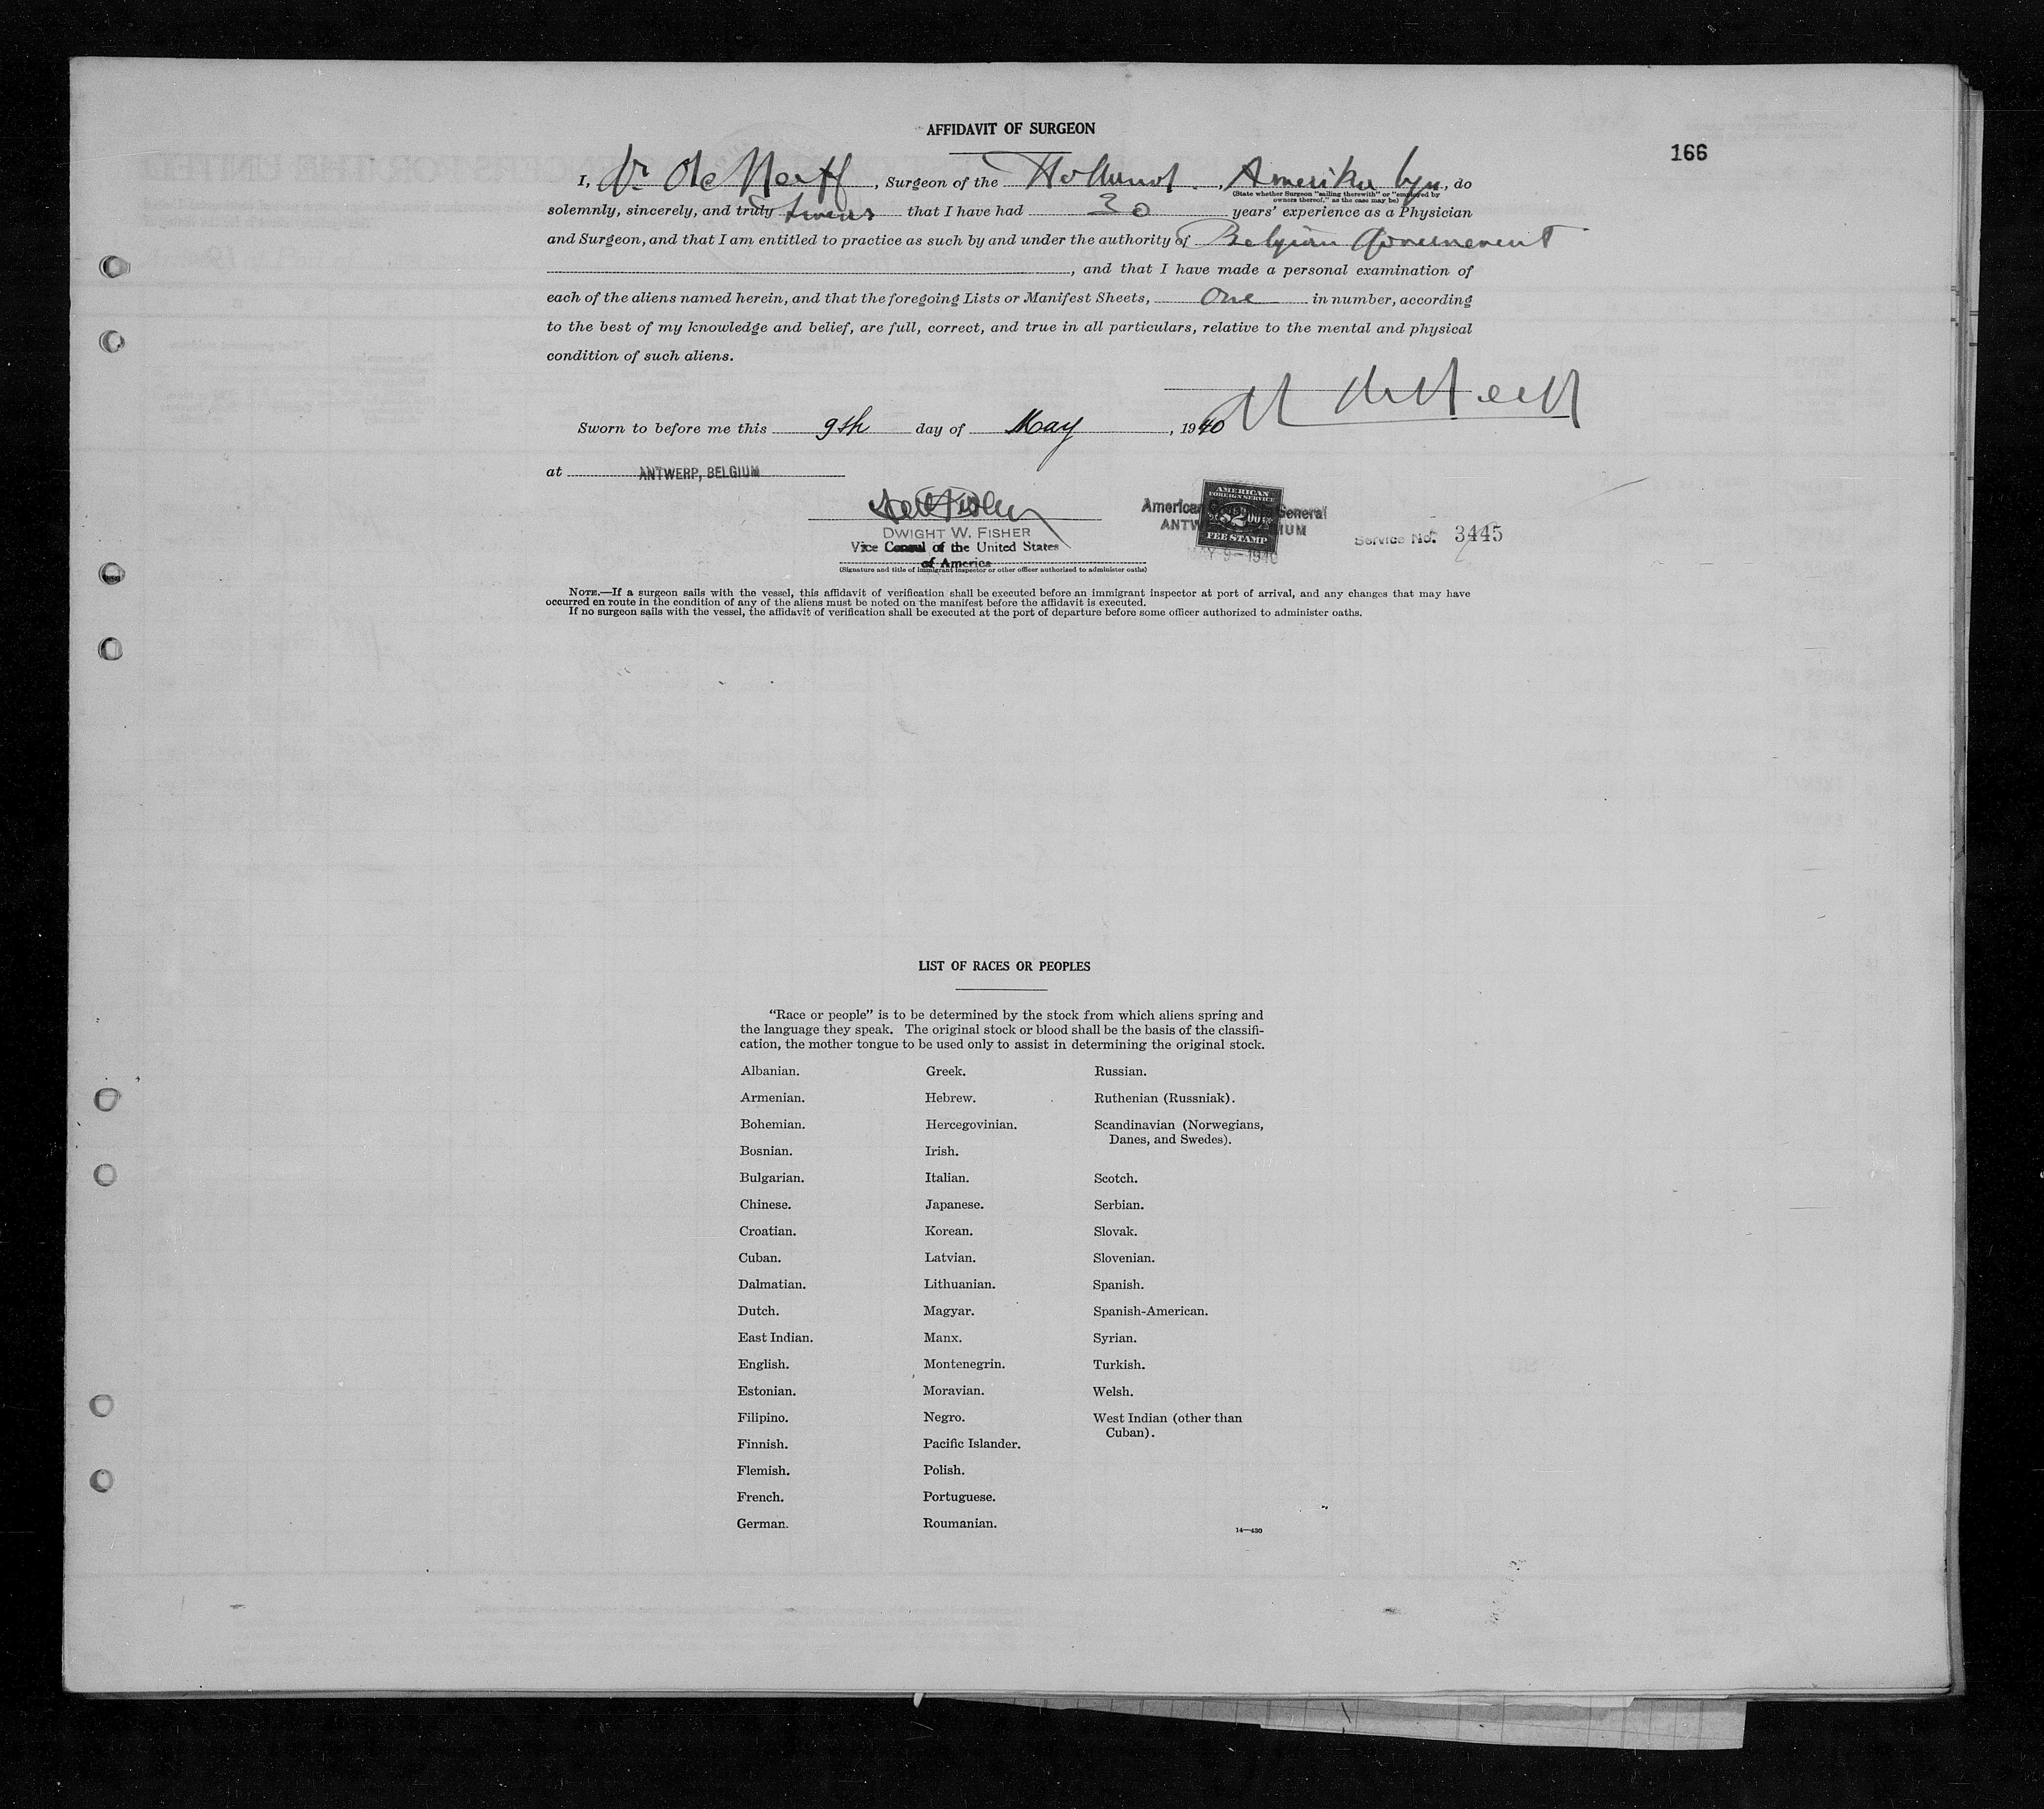 AFFIDAVIT OF SURGEON
166
I, Dr De Neeff, Surgeon of the Holland. , Amerika Lyn, do
(State whether Surgeon "sailing therewith" or "employed by
owners thereof," as the case may be)
solemnly, sincerely, and truly swear that I have had 30 years' experience as a Physician
and Surgeon, and that I am entitled to practice as such by and under the authority of Belgian Gouvernement
, and that I have made a personal examination of
each of the aliens named herein, and that the foregoing Lists or Manifest Sheets, One in number, according
to the best of my knowledge and belief, are full, correct, and true in all particulars, relative to the mental and physical
condition of such aliens.
Sworn to before me this 9th day of May, 1940
at ANTWERP, BELGIUM
DWIGHT W. FISHER
Vice Consul of the United States
of America
(Signature and title of immigrant inspector or other officer authorized to administer oaths)
American Consulate General
ANTWERP, BELGIUM
AMERICAN
FOREIGN SERVICE
$2.00
FEE STAMP
MAY 9-1940
Service No. 3445
NOTE.—If a surgeon sails with the vessel, this affidavit of verification shall be executed before an immigrant inspector at port of arrival, and any changes that may have
occurred en route in the condition of any of the aliens must be noted on the manifest before the affidavit is executed.
If no surgeon sails with the vessel, the affidavit of verification shall be executed at the port of departure before some officer authorized to administer oaths.
LIST OF RACES OR PEOPLES
"Race or people" is to be determined by the stock from which aliens spring and
the language they speak. The original stock or blood shall be the basis of the classifi-
cation, the mother tongue to be used only to assist in determining the original stock.
Albanian.
Armenian.
Bohemian.
Bosnian.
Bulgarian.
Chinese.
Croatian.
Cuban.
Dalmatian.
Dutch.
East Indian.
English.
Estonian.
Filipino.
Finnish.
Flemish.
French.
German.
Greek.
Hebrew.
Hercegovinian.
Irish.
Italian.
Japanese.
Korean.
Latvian.
Lithuanian.
Magyar.
Manx.
Montenegrin.
Moravian.
Negro.
Pacific Islander.
Polish.
Portuguese.
Roumanian.
Russian.
Ruthenian (Russniak).
Scandinavian (Norwegians,
Danes, and Swedes).
Scotch.
Serbian.
Slovak.
Slovenian.
Spanish.
Spanish-American.
Syrian.
Turkish.
Welsh.
West Indian (other than
Cuban).
14—430